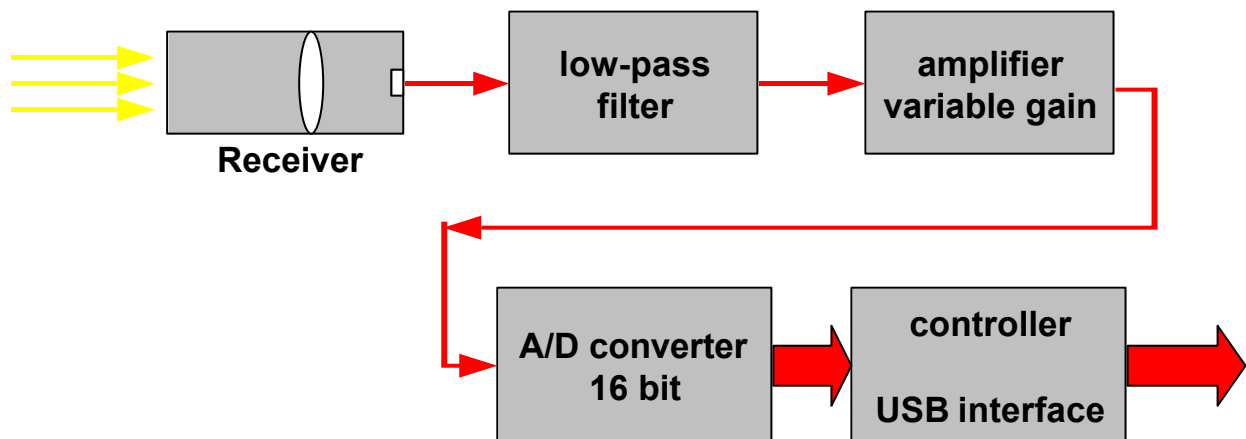 low-pass
filter
amplifier
variable gain
Receiver
A/D converter
16 bit
controller
USB interface